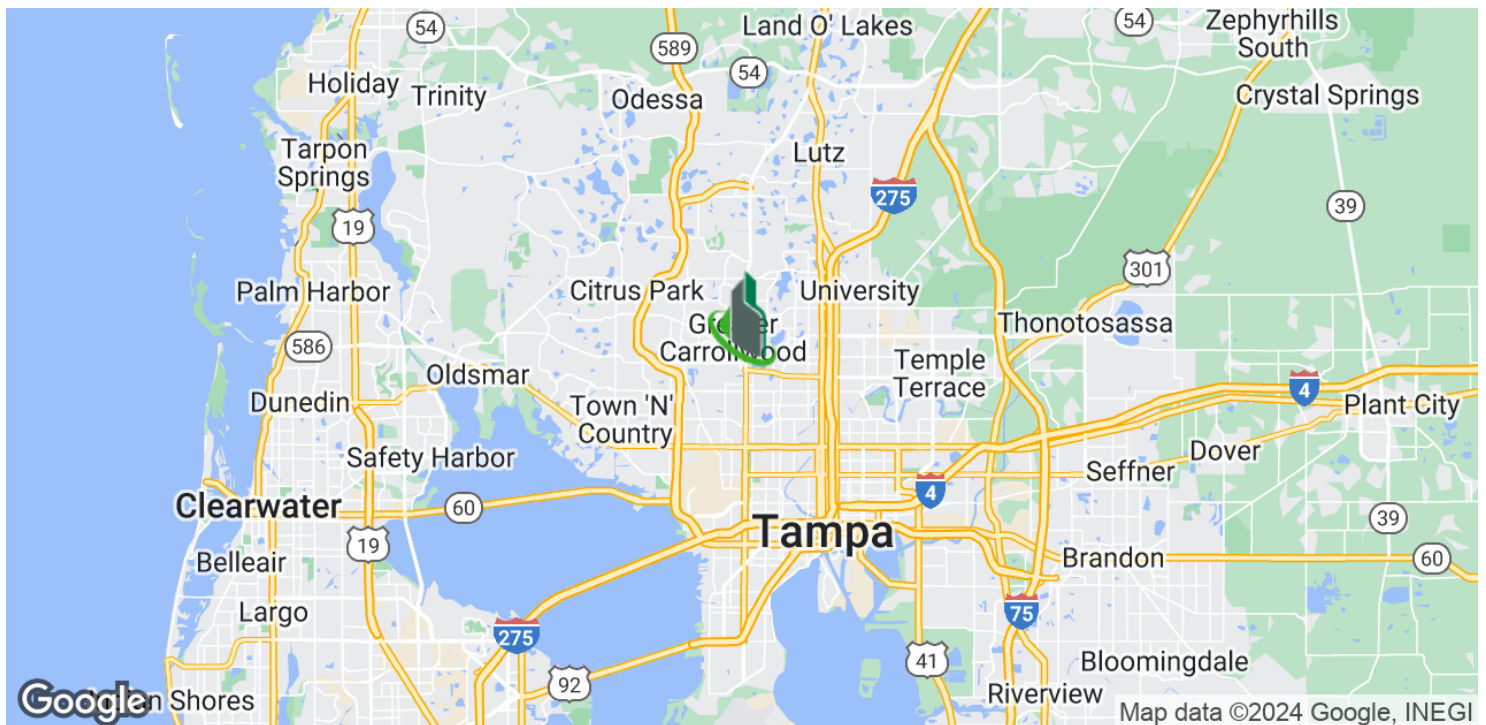 54
589
Land O' Lakes
54
Zephyrhills
South
Holiday
Trinity
Odessa
54
Crystal Springs
Tarpon
Springs
Lutz
275
39
19
301
Palm Harbor
Citrus Park
University
Greater
Carrollwood
Thonotosassa
586
Oldsmar
Temple
Terrace
4
Dunedin
Town 'N'
Country
Plant City
Safety Harbor
Dover
Seffner
Clearwater
60
4
Tampa
39
19
Belleair
Brandon
60
Largo
275
75
41
Bloomingdale
92
Riverview
Google
Shores
Map data ©2024 Google, INEGI